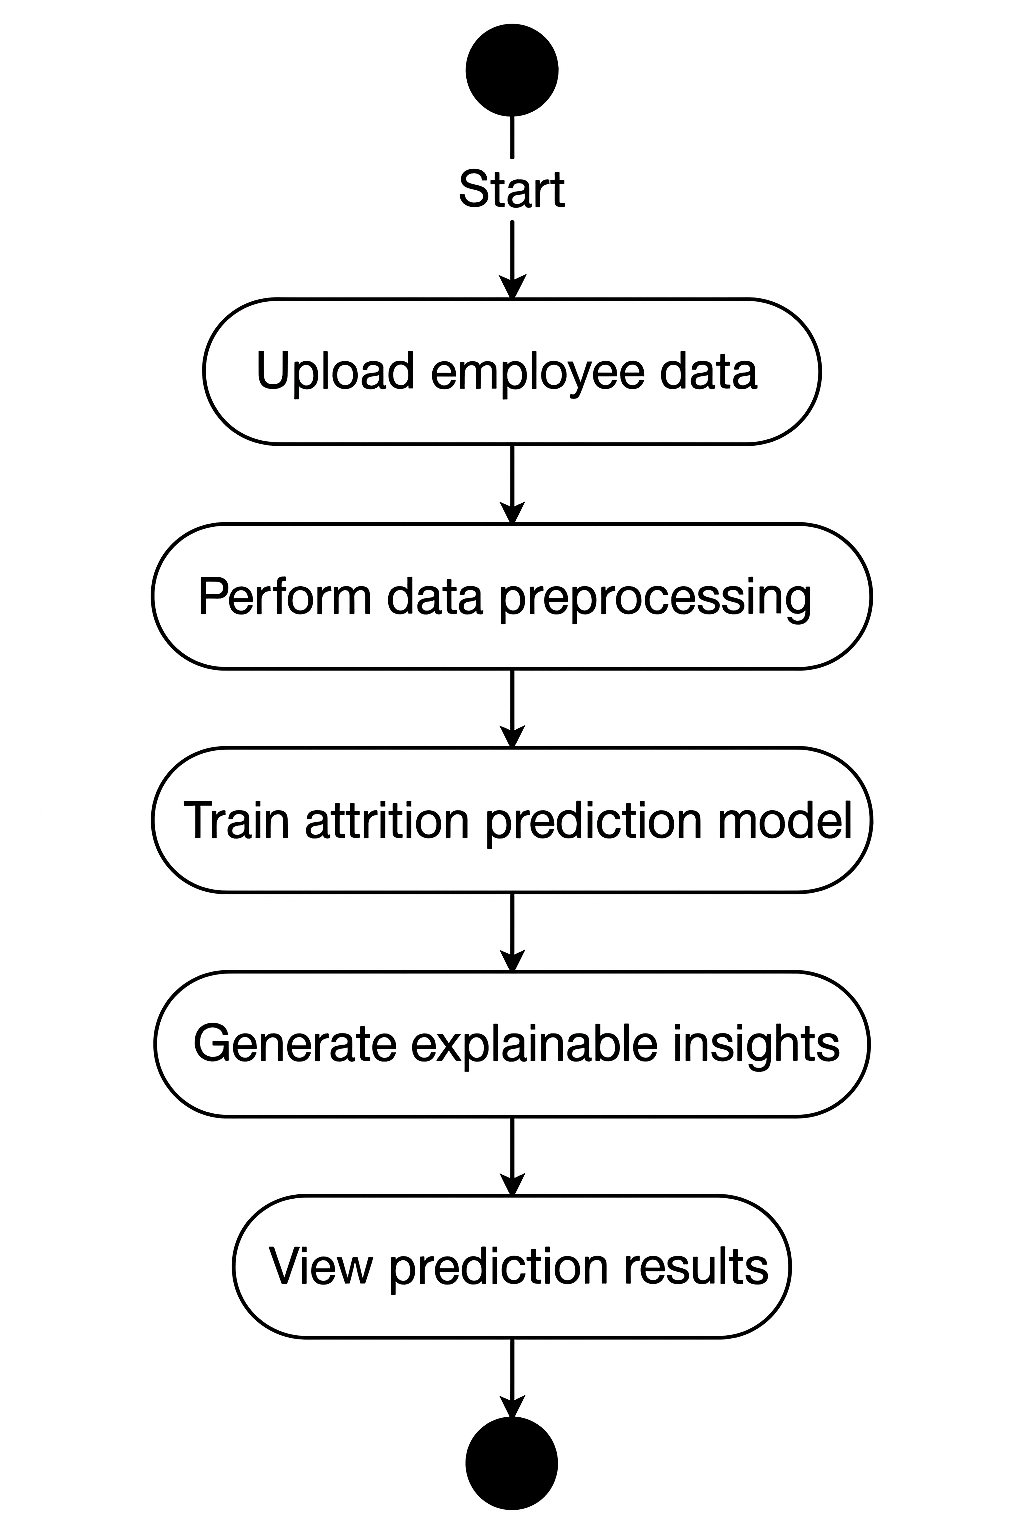 Start
Upload employee data
Perform data preprocessing
Train attrition prediction model
Generate explainable insights
View prediction results